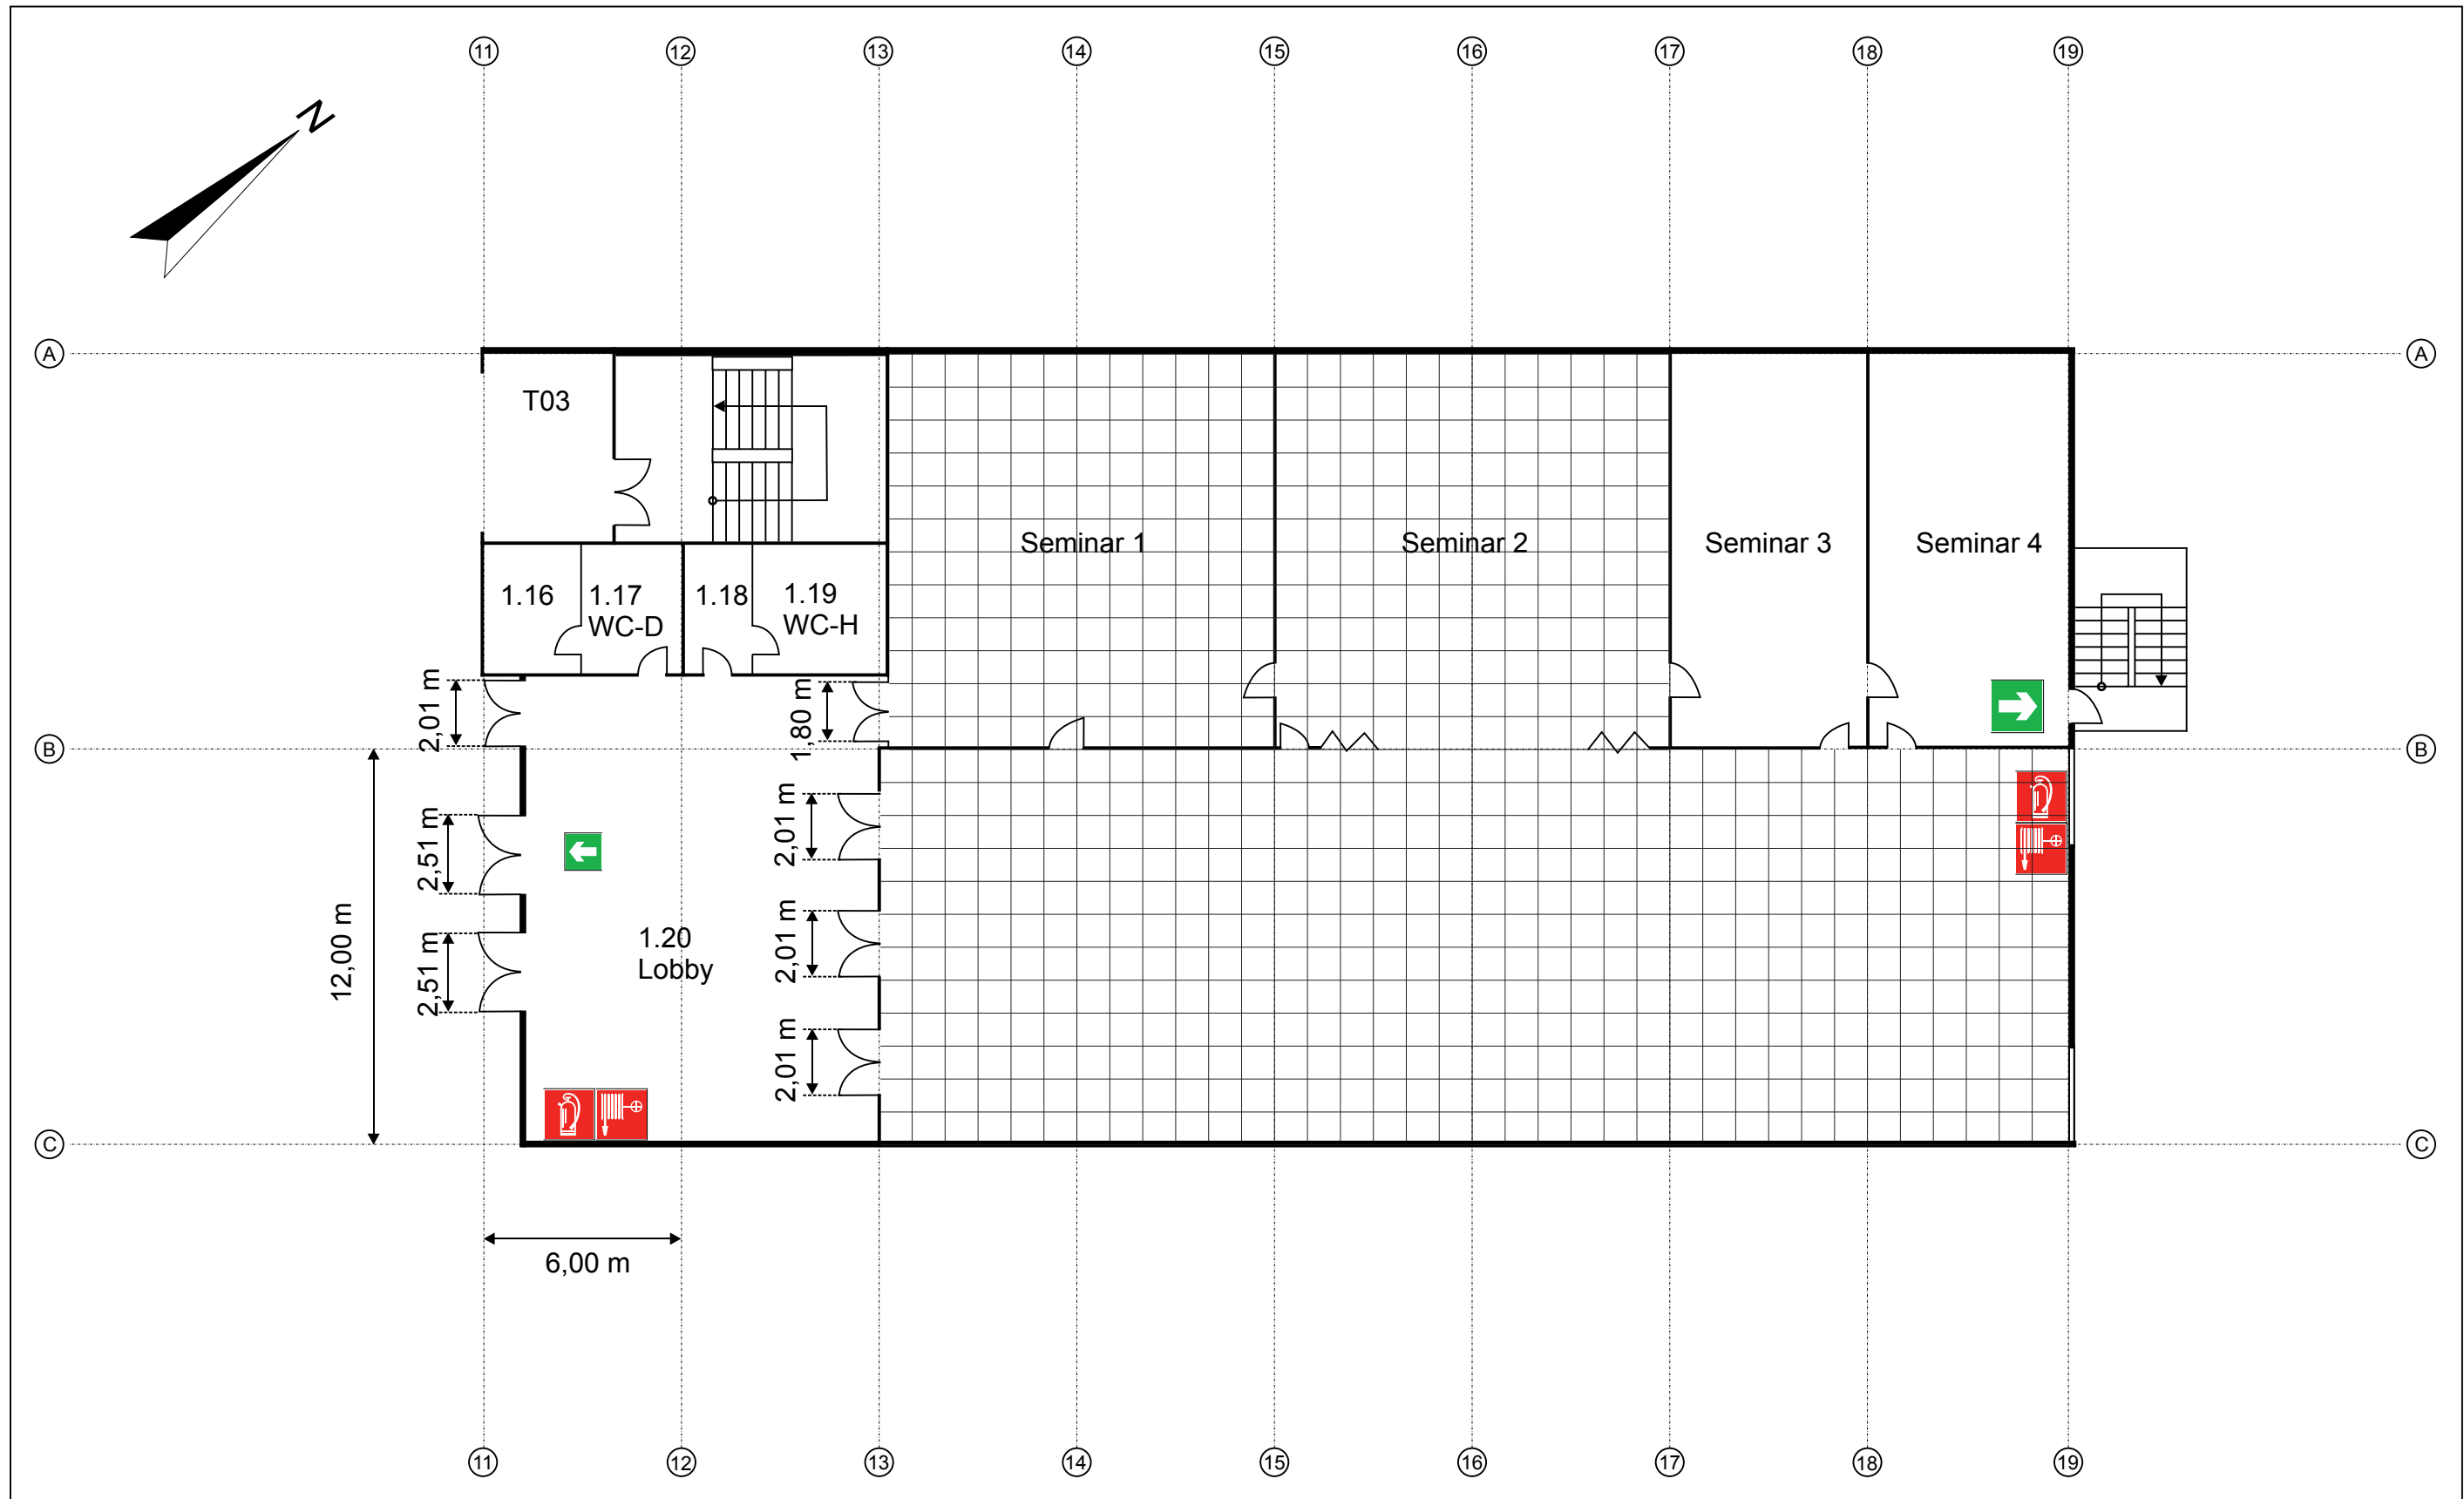 11 12 13 14 15 16 17 18 19
N
A A
T03
Seminar 1 Seminar 2 Seminar 3 Seminar 4
1.16 1.17 1.18 1.19
WC-D WC-H
2,01 m
1,80 m
B B
2,01 m
2,51 m
2,01 m
2,51 m
12,00 m
1.20
Lobby
2,01 m
C C
6,00 m
11 12 13 14 15 16 17 18 19